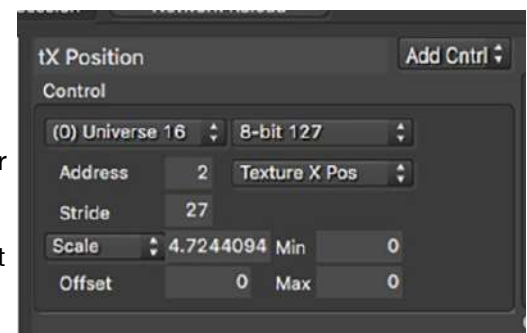 tX Position Add Cntrl
Control
(0) Universe 16 8-bit 127
Address 2 Texture X Pos
Stride 27
Scale 4.7244094 Min 0
Offset 0 Max 0